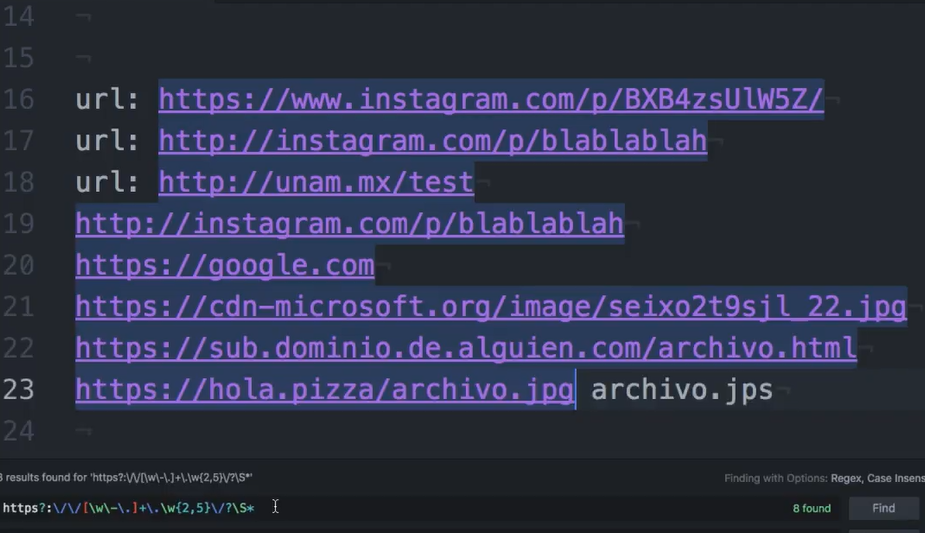 14 ¬
15 ¬
16 url: https://www.instagram.com/p/BXB4zsUlW5Z/¬
17 url: http://instagram.com/p/blablablah¬
18 url: http://unam.mx/test¬
19 http://instagram.com/p/blablablah¬
20 https://google.com¬
21 https://cdn-microsoft.org/image/seixo2t9sjl_22.jpg¬
22 https://sub.dominio.de.alguien.com/archivo.html¬
23 https://hola.pizza/archivo.jpg archivo.jps¬
24 ¬
8 results found for 'https?:\/\/[\w\-\.]+\.\w{2,5}\/?\S*' Finding with Options: Regex, Case Insens
https?:\/\/[\w\-\.]+\.\w{2,5}\/?\S* 8 found Find